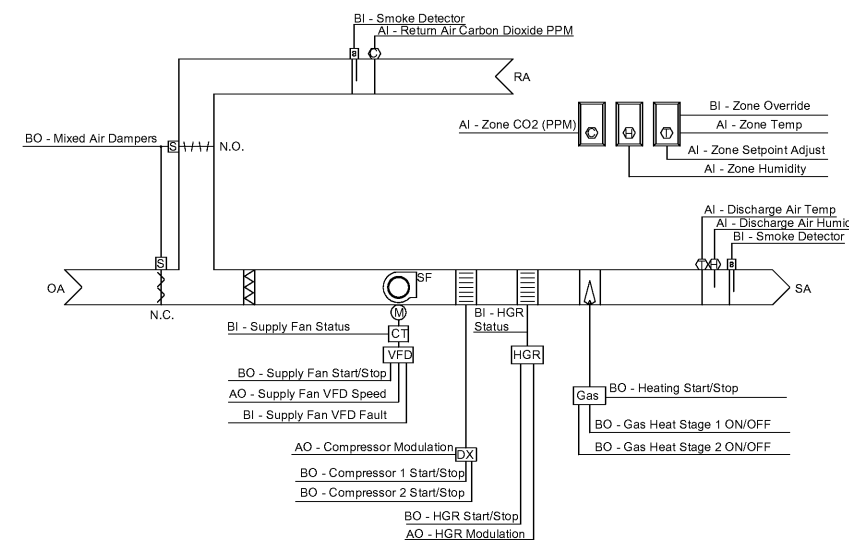 BI - Smoke Detector
AI - Return Air Carbon Dioxide PPM
B
C
RA
BO - Mixed Air Dampers
S
N.O.
AI - Zone CO2 (PPM)
C
H
T
BI - Zone Override
AI - Zone Temp
AI - Zone Setpoint Adjust
AI - Zone Humidity
AI - Discharge Air Temp
AI - Discharge Air Humid
BI - Smoke Detector
S
T
H
B
OA
SF
SA
N.C.
M
BI - Supply Fan Status
CT
BI - HGR
Status
VFD
HGR
BO - Supply Fan Start/Stop
AO - Supply Fan VFD Speed
BI - Supply Fan VFD Fault
Gas
BO - Heating Start/Stop
BO - Gas Heat Stage 1 ON/OFF
BO - Gas Heat Stage 2 ON/OFF
AO - Compressor Modulation
DX
BO - Compressor 1 Start/Stop
BO - Compressor 2 Start/Stop
BO - HGR Start/Stop
AO - HGR Modulation